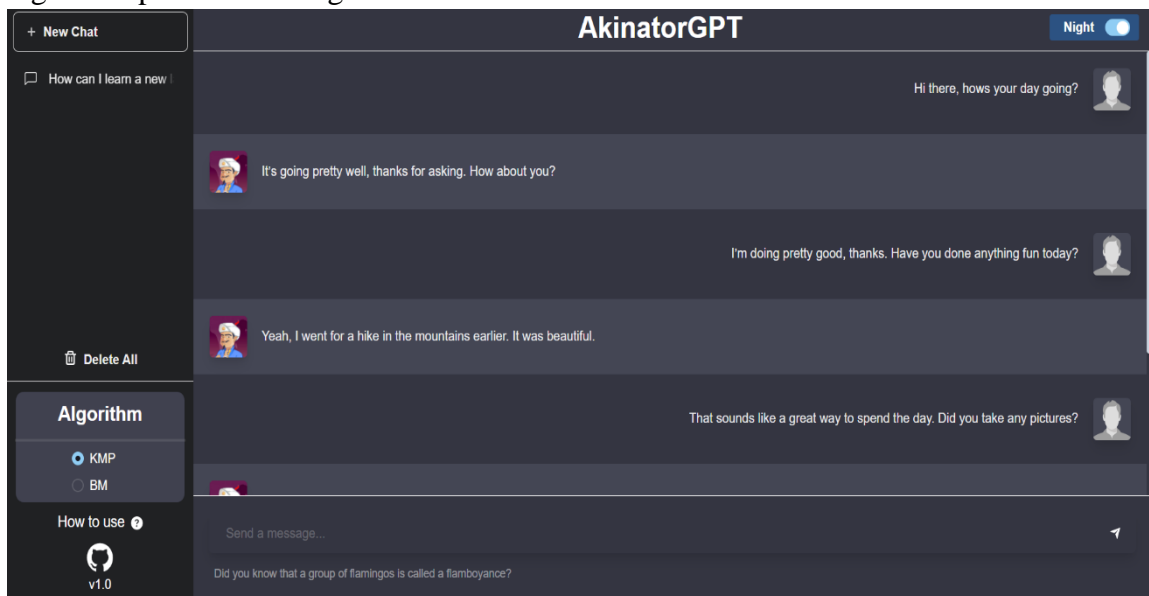 + New Chat
AkinatorGPT
Night
How can I learn a new
Hi there, hows your day going?
It's going pretty well, thanks for asking. How about you?
I'm doing pretty good, thanks. Have you done anything fun today?
Yeah, I went for a hike in the mountains earlier. It was beautiful.
That sounds like a great way to spend the day. Did you take any pictures?
Delete All
Algorithm
KMP
BM
How to use ?
v1.0
Send a message...
Did you know that a group of flamingos is called a flamboyance?